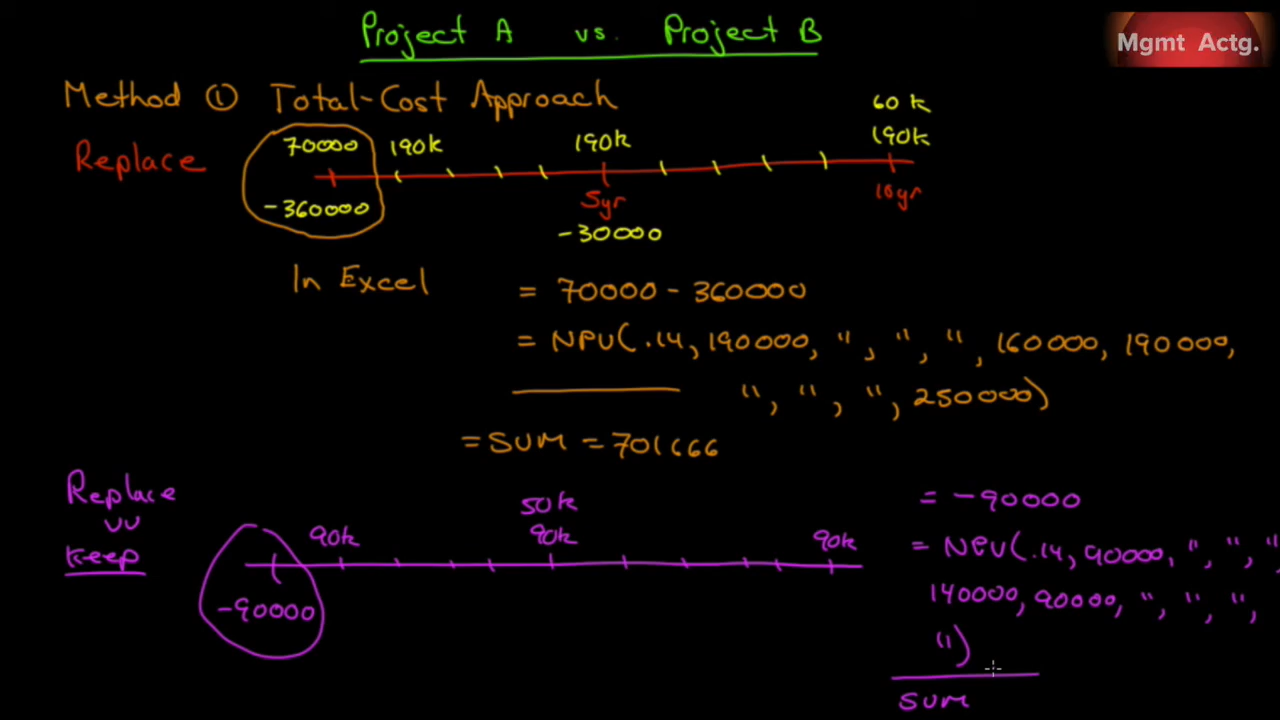 Project A vs. Project B
Mgmt Actg.
Method ① Total-Cost Approach
60k
70000 190k 190k 190k
Replace
-360000 5yr 10yr
-30000
In Excel = 70000 - 360000
= NPV(.14, 190000, ", ", ", 160000, 190000,
", ", ", 250000)
= SUM = 701666
Replace
vv
Keep
50k
90k 90k 90k
-90000
= -90000
= NPV(.14, 90000, ", ", "
140000, 90000, ", ", ",
")
SUM